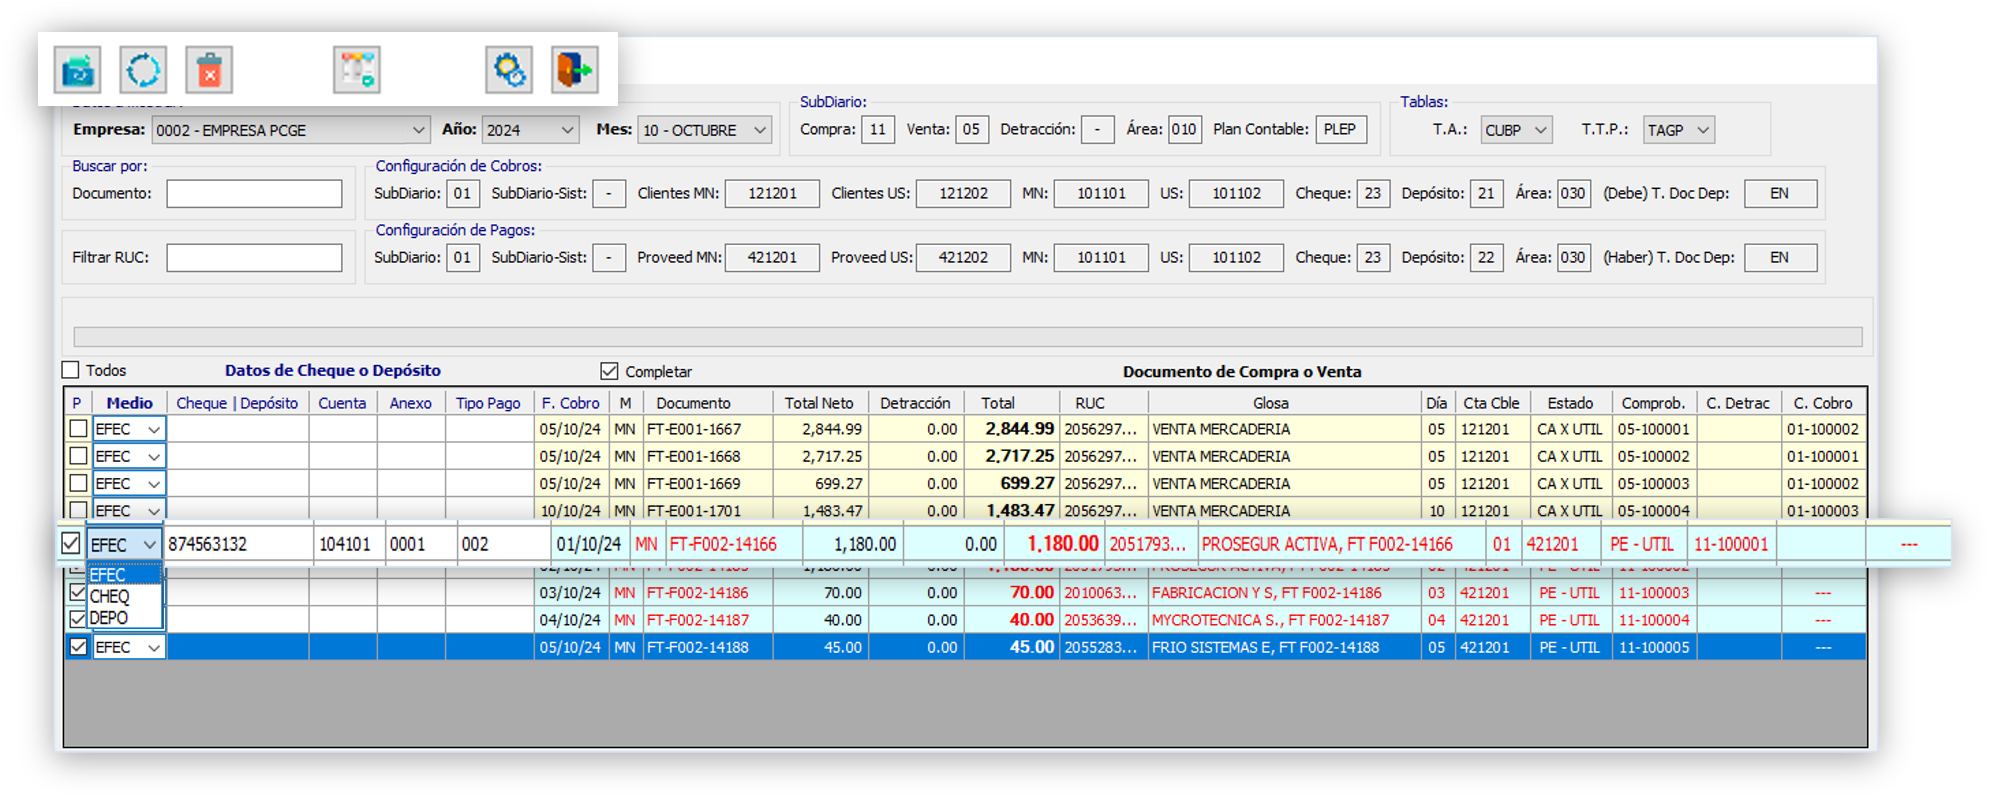 Empresa: 0002 - EMPRESA PCGE Año: 2024 Mes: 10 - OCTUBRE
SubDiario:
Compra: 11 Venta: 05 Detracción: - Área: 010 Plan Contable: PLEP
Tablas:
T.A.: CUBP T.T.P.: TAGP
Buscar por:
Documento:
Configuración de Cobros:
SubDiario: 01 SubDiario-Sist: - Clientes MN: 121201 Clientes US: 121202 MN: 101101 US: 101102 Cheque: 23 Depósito: 21 Área: 030 (Debe) T. Doc Dep: EN
Filtrar RUC:
Configuración de Pagos:
SubDiario: 01 SubDiario-Sist: - Proveed MN: 421201 Proveed US: 421202 MN: 101101 US: 101102 Cheque: 23 Depósito: 22 Área: 030 (Haber) T. Doc Dep: EN
Todos Datos de Cheque o Depósito Completar Documento de Compra o Venta
P Medio Cheque | Depósito Cuenta Anexo Tipo Pago F. Cobro M Documento Total Neto Detracción Total RUC Glosa Día Cta Cble Estado Comprob. C. Detrac C. Cobro
EFEC 05/10/24 MN FT-E001-1667 2,844.99 0.00 2,844.99 2056297... VENTA MERCADERIA 05 121201 CA X UTIL 05-100001 01-100002
EFEC 05/10/24 MN FT-E001-1668 2,717.25 0.00 2,717.25 2056297... VENTA MERCADERIA 05 121201 CA X UTIL 05-100002 01-100001
EFEC 05/10/24 MN FT-E001-1669 699.27 0.00 699.27 2056297... VENTA MERCADERIA 05 121201 CA X UTIL 05-100003 01-100002
EFEC 10/10/24 MN FT-E001-1701 1,483.47 0.00 1,483.47 2056297... VENTA MERCADERIA 10 121201 CA X UTIL 05-100004 01-100003
EFEC 874563132 104101 0001 002 01/10/24 MN FT-F002-14166 1,180.00 0.00 1,180.00 2051793... PROSEGUR ACTIVA, FT F002-14166 01 421201 PE - UTIL 11-100001 ---
EFEC
CHEQ
DEPO
03/10/24 MN FT-F002-14186 70.00 0.00 70.00 2010063... FABRICACION Y S, FT F002-14186 03 421201 PE - UTIL 11-100003 ---
04/10/24 MN FT-F002-14187 40.00 0.00 40.00 2053639... MYCROTECNICA S., FT F002-14187 04 421201 PE - UTIL 11-100004 ---
EFEC 05/10/24 MN FT-F002-14188 45.00 0.00 45.00 2055283... FRIO SISTEMAS E, FT F002-14188 05 421201 PE - UTIL 11-100005 ---